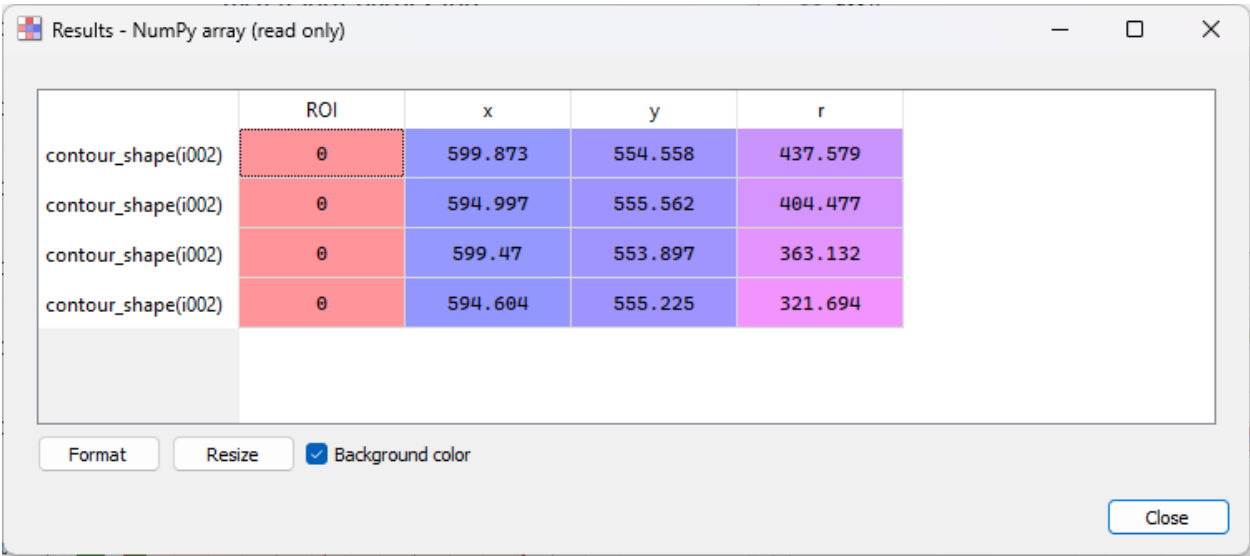 Results - NumPy array (read only)
ROI x y r
contour_shape(i002) 0 599.873 554.558 437.579
contour_shape(i002) 0 594.997 555.562 404.477
contour_shape(i002) 0 599.47 553.897 363.132
contour_shape(i002) 0 594.604 555.225 321.694
Format Resize Background color
Close